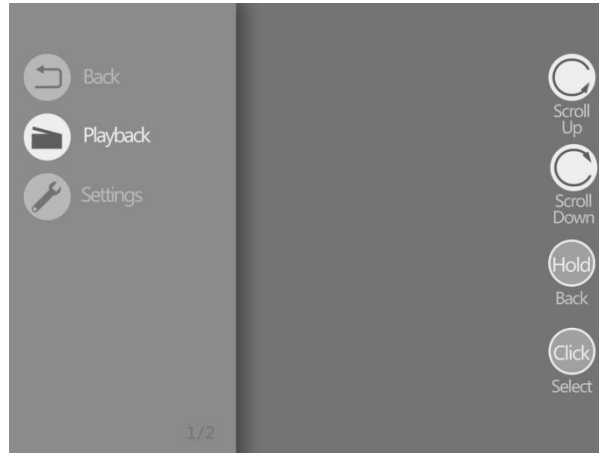 Back
Playback
Settings
1/2
Scroll
Up
Scroll
Down
Hold
Back
Click
Select